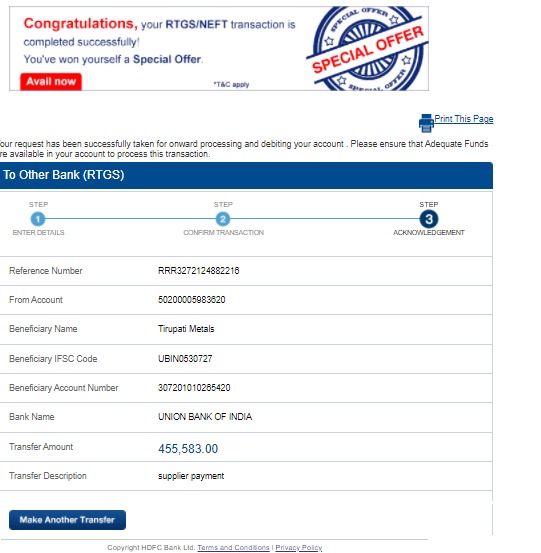 Congratulations, your RTGS/NEFT transaction is
completed successfully!
You've won yourself a Special Offer.
Avail now
*T&C apply
SPECIAL OFFER
SPECIAL OFFER
SPECIAL OFFER
Print This Page
our request has been successfully taken for onward processing and debiting your account . Please ensure that Adequate Funds
re available in your account to process this transaction.
To Other Bank (RTGS)
STEP STEP STEP
1 2 3
ENTER DETAILS CONFIRM TRANSACTION ACKNOWLEDGEMENT
Reference Number RRR3272124882216
From Account 50200005983620
Beneficiary Name Tirupati Metals
Beneficiary IFSC Code UBIN0530727
Beneficiary Account Number 307201010265420
Bank Name UNION BANK OF INDIA
Transfer Amount 455,583.00
Transfer Description supplier payment
Make Another Transfer
Copyright HDFC Bank Ltd. Terms and Conditions | Privacy Policy